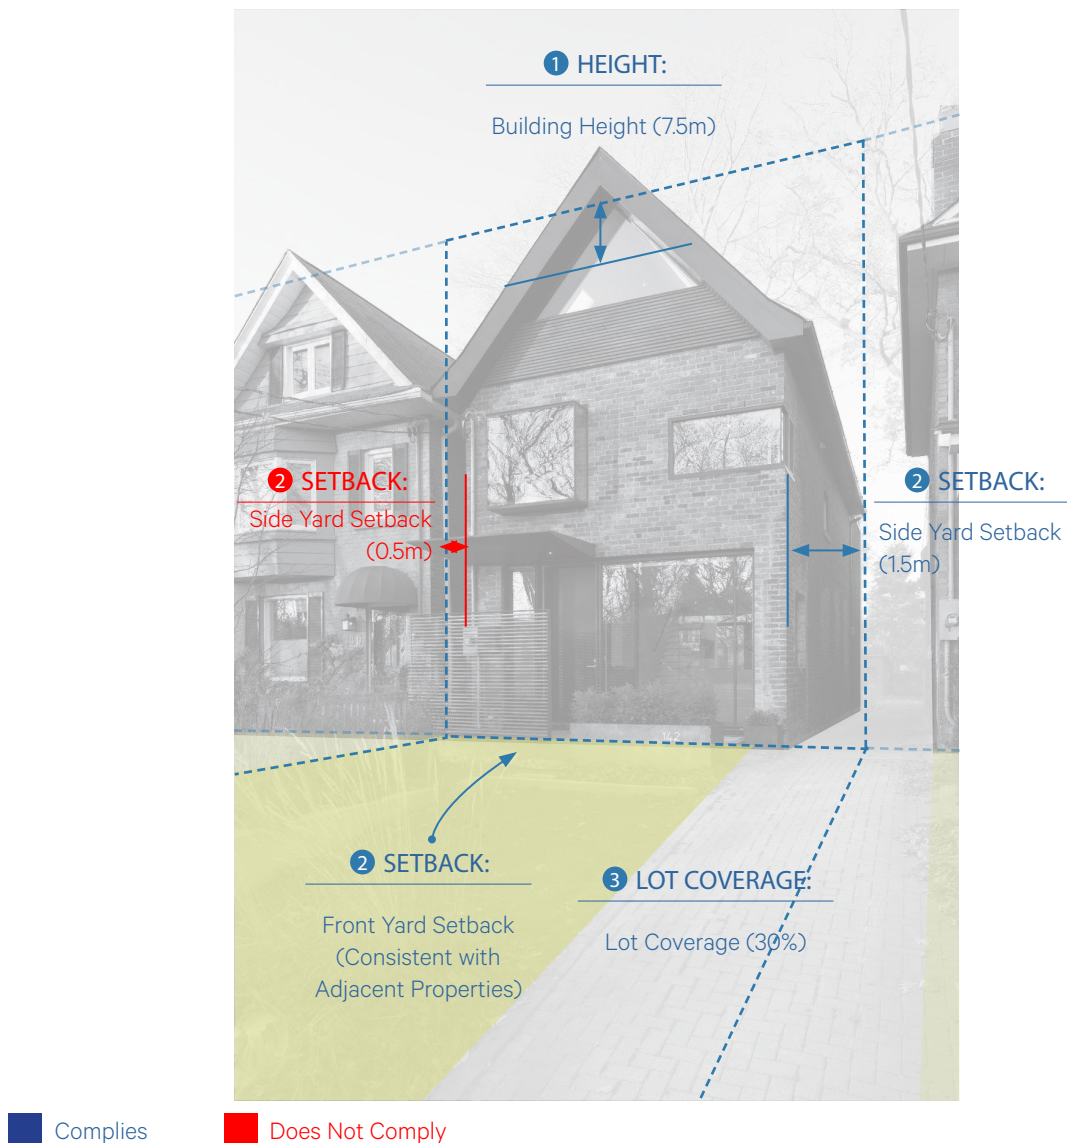 1 HEIGHT:
Building Height (7.5m)
2 SETBACK:
Side Yard Setback
(0.5m)
2 SETBACK:
Side Yard Setback
(1.5m)
142
2 SETBACK:
Front Yard Setback
(Consistent with
Adjacent Properties)
3 LOT COVERAGE:
Lot Coverage (30%)
Complies
Does Not Comply